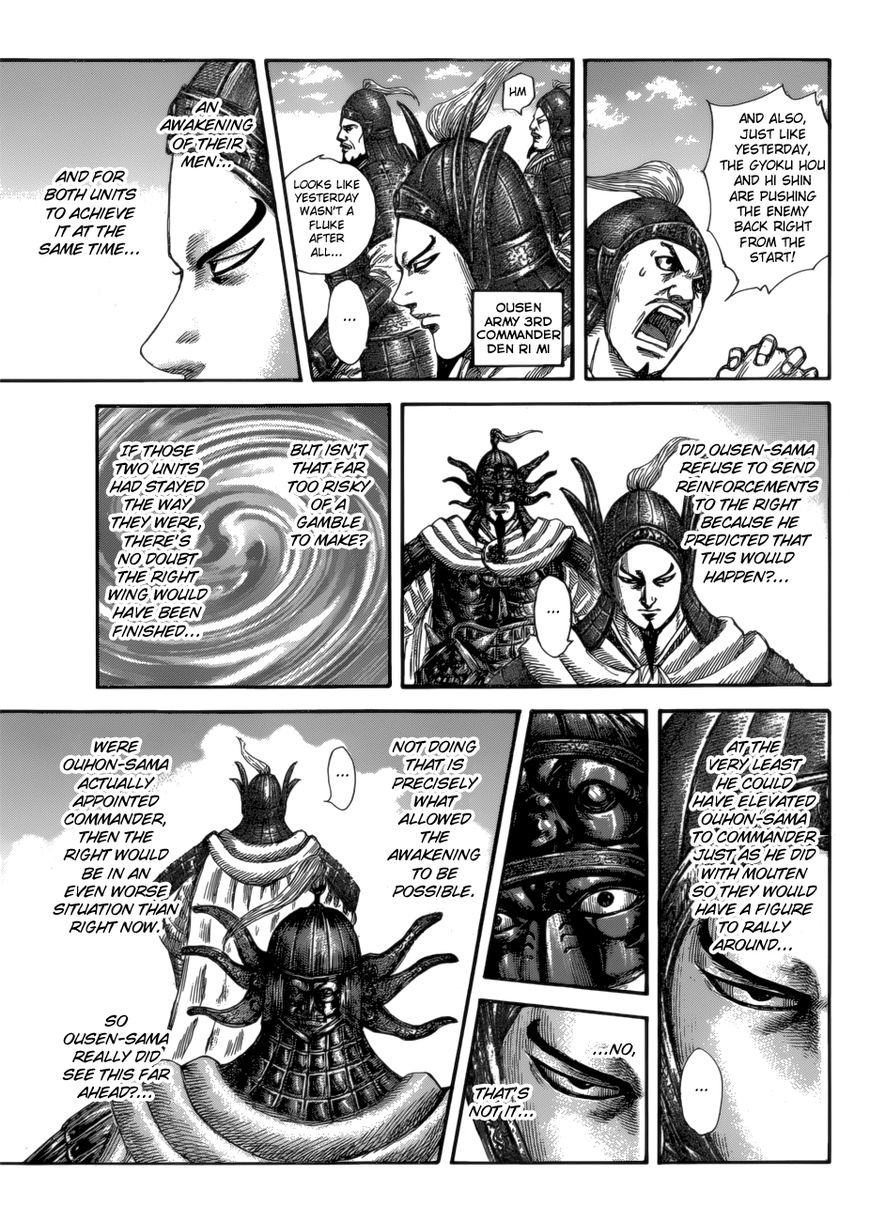 AND ALSO,
JUST LIKE
YESTERDAY,
THE GYOKU HOU
AND HI SHIN
ARE PUSHING
THE ENEMY
BACK RIGHT
FROM THE
START!
HM
LOOKS LIKE
YESTERDAY
WASN'T A
FLUKE
AFTER
ALL...
...
OUSEN
ARMY 3RD
COMMANDER
DEN RI MI
AN
AWAKENING
OF THEIR
MEN...
AND FOR
BOTH UNITS
TO ACHIEVE
IT AT THE
SAME TIME...
DID OUSEN-SAMA
REFUSE TO SEND
REINFORCEMENTS
TO THE RIGHT
BECAUSE HE
PREDICTED THAT
THIS WOULD
HAPPEN?...
...
BUT ISN'T
THAT FAR
TOO RISKY
OF A
GAMBLE
TO MAKE?
IF THOSE
TWO UNITS
HAD STAYED
THE WAY
THEY WERE,
THERE'S
NO DOUBT
THE RIGHT
WING WOULD
HAVE BEEN
FINISHED...
AT THE
VERY LEAST
HE COULD
HAVE ELEVATED
OUHON-SAMA
TO COMMANDER
JUST AS HE DID
WITH MOUTEN
SO THEY WOULD
HAVE A FIGURE
TO RALLY
AROUND...
...
...NO,
THAT'S
NOT IT...
NOT DOING
THAT IS
PRECISELY
WHAT
ALLOWED
THE
AWAKENING
TO BE
POSSIBLE.
...
WERE
OUHON-SAMA
ACTUALLY
APPOINTED
COMMANDER,
THEN THE
RIGHT WOULD
BE IN AN
EVEN WORSE
SITUATION THAN
RIGHT NOW.
SO
OUSEN-SAMA
REALLY DID
SEE THIS FAR
AHEAD?...